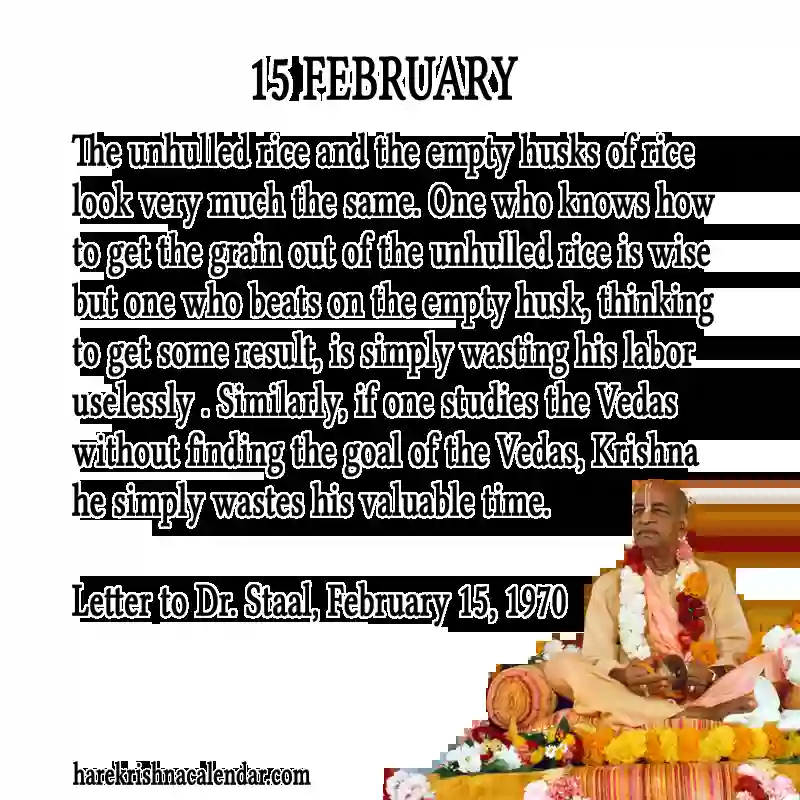 15 FEBRUARY
The unhulled rice and the empty husks of rice
look very much the same. One who knows how
to get the grain out of the unhulled rice is wise
but one who beats on the empty husk, thinking
to get some result, is simply wasting his labor
uselessly . Similarly, if one studies the Vedas
without finding the goal of the Vedas, Krishna
he simply wastes his valuable time.
Letter to Dr. Staal, February 15, 1970
harekrishnacalendar.com